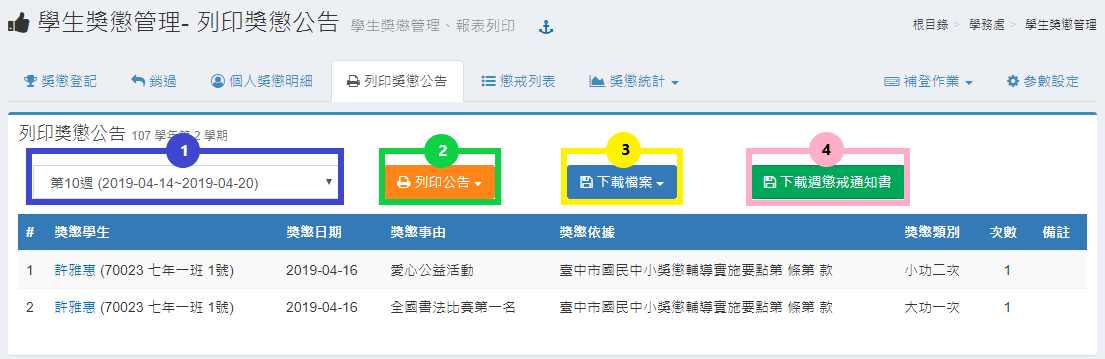 學生獎懲管理- 列印獎懲公告 學生獎懲管理、報表列印
根目錄 > 學務處 > 學生獎懲管理
獎懲登記 銷過 個人獎懲明細 列印獎懲公告 懲戒列表 獎懲統計 補登作業 參數設定
列印獎懲公告 107 學年第 2 學期
1 2 3 4
第10週 (2019-04-14~2019-04-20) 列印公告 下載檔案 下載週懲戒通知書
# 獎懲學生 獎懲日期 獎懲事由 獎懲依據 獎懲類別 次數 備註
1 許雅惠 (70023 七年一班 1號) 2019-04-16 愛心公益活動 臺中市國民中小獎懲輔導實施要點第 條第 款 小功二次 1
2 許雅惠 (70023 七年一班 1號) 2019-04-16 全國書法比賽第一名 臺中市國民中小獎懲輔導實施要點第 條第 款 大功一次 1